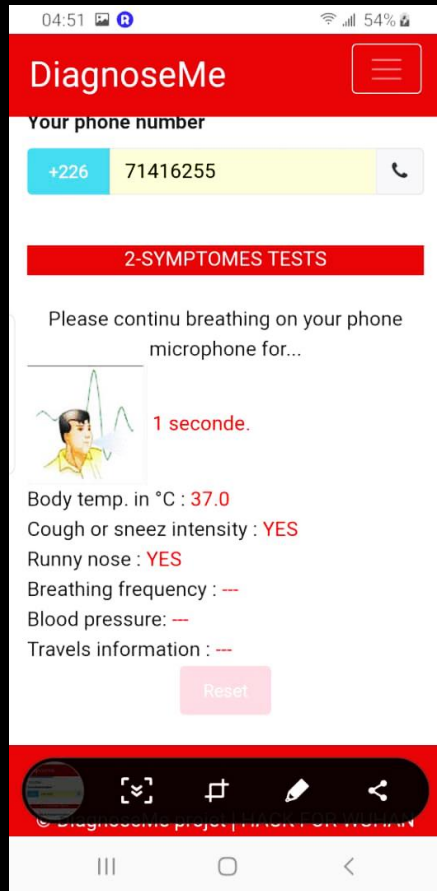 04:51 R 54%
DiagnoseMe
Your phone number
+226 71416255
2-SYMPTOMES TESTS
Please continu breathing on your phone
microphone for...
1 seconde.
Body temp. in °C : 37.0
Cough or sneez intensity : YES
Runny nose : YES
Breathing frequency : ---
Blood pressure: ---
Travels information : ---
Reset
© DiagnoseMe projet | HACK FOR WUHAN